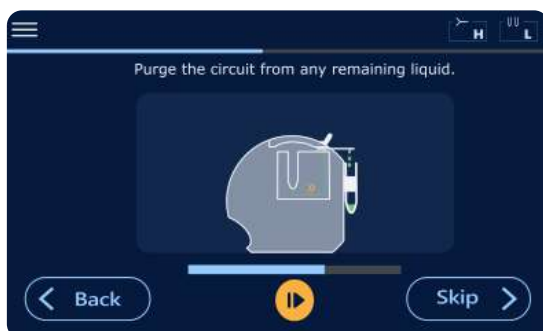 H L
Purge the circuit from any remaining liquid.
Back Skip